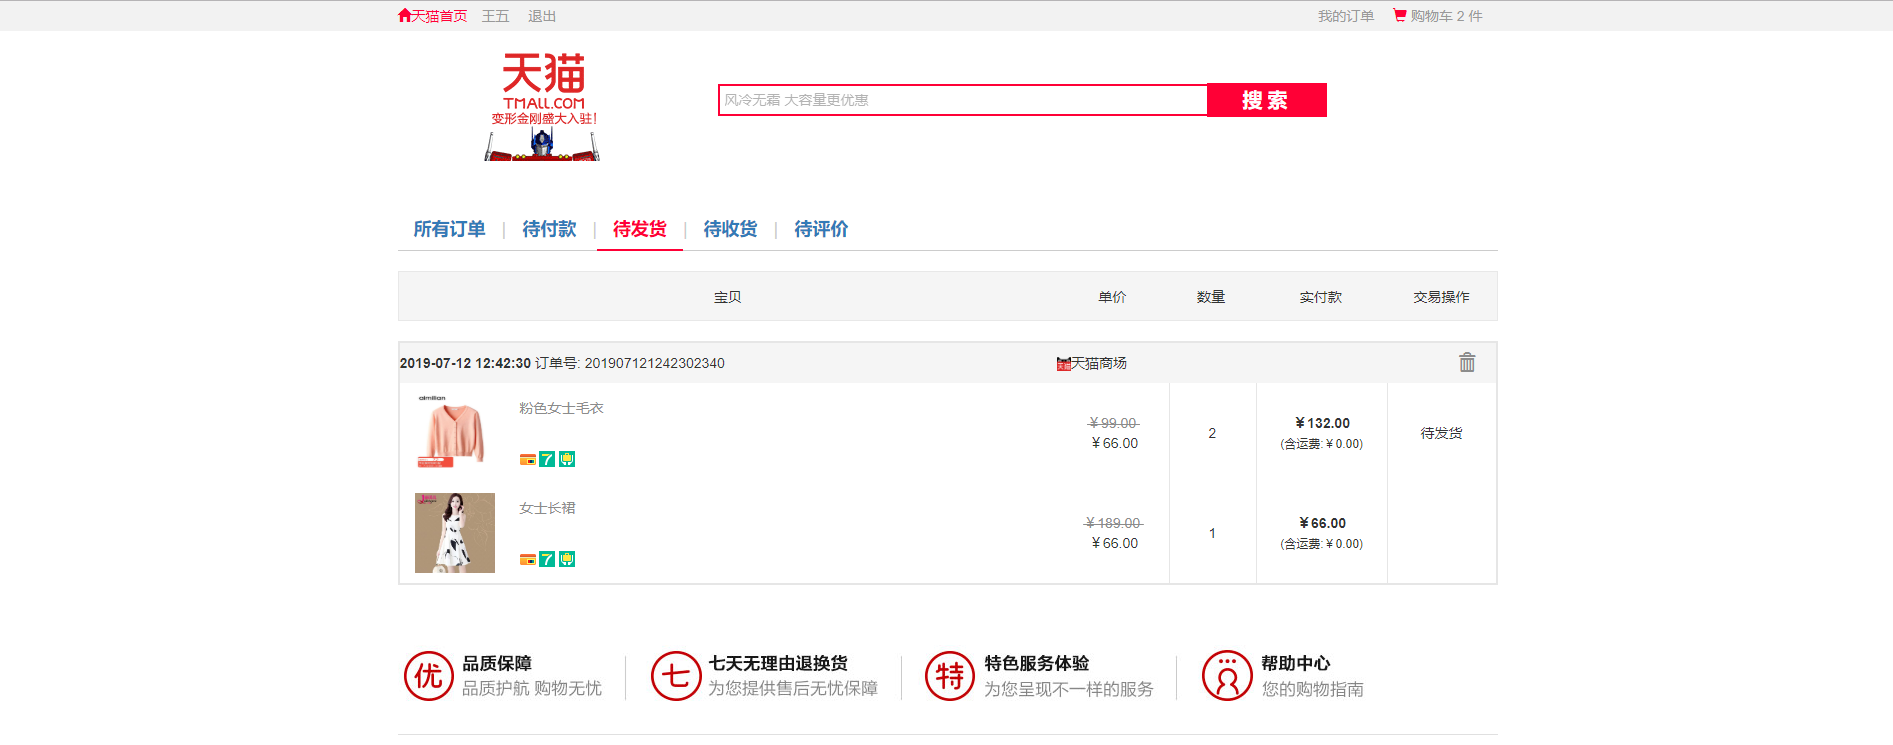 天猫首页 王五 退出 我的订单 购物车 2 件
天猫
TMALL.COM
变形金刚盛大入驻!
风冷无霜 大容量更优惠
搜 索
所有订单 | 待付款 | 待发货 | 待收货 | 待评价
宝贝 单价 数量 实付款 交易操作
2019-07-12 12:42:30 订单号: 201907121242302340 天猫商场
粉色女士毛衣
¥99.00
¥66.00
2
¥132.00
(含运费:¥0.00)
待发货
7
女士长裙
¥189.00
¥66.00
1
¥66.00
(含运费:¥0.00)
7
优
品质保障
品质护航 购物无忧
七
七天无理由退换货
为您提供售后无忧保障
特
特色服务体验
为您呈现不一样的服务
帮助中心
您的购物指南